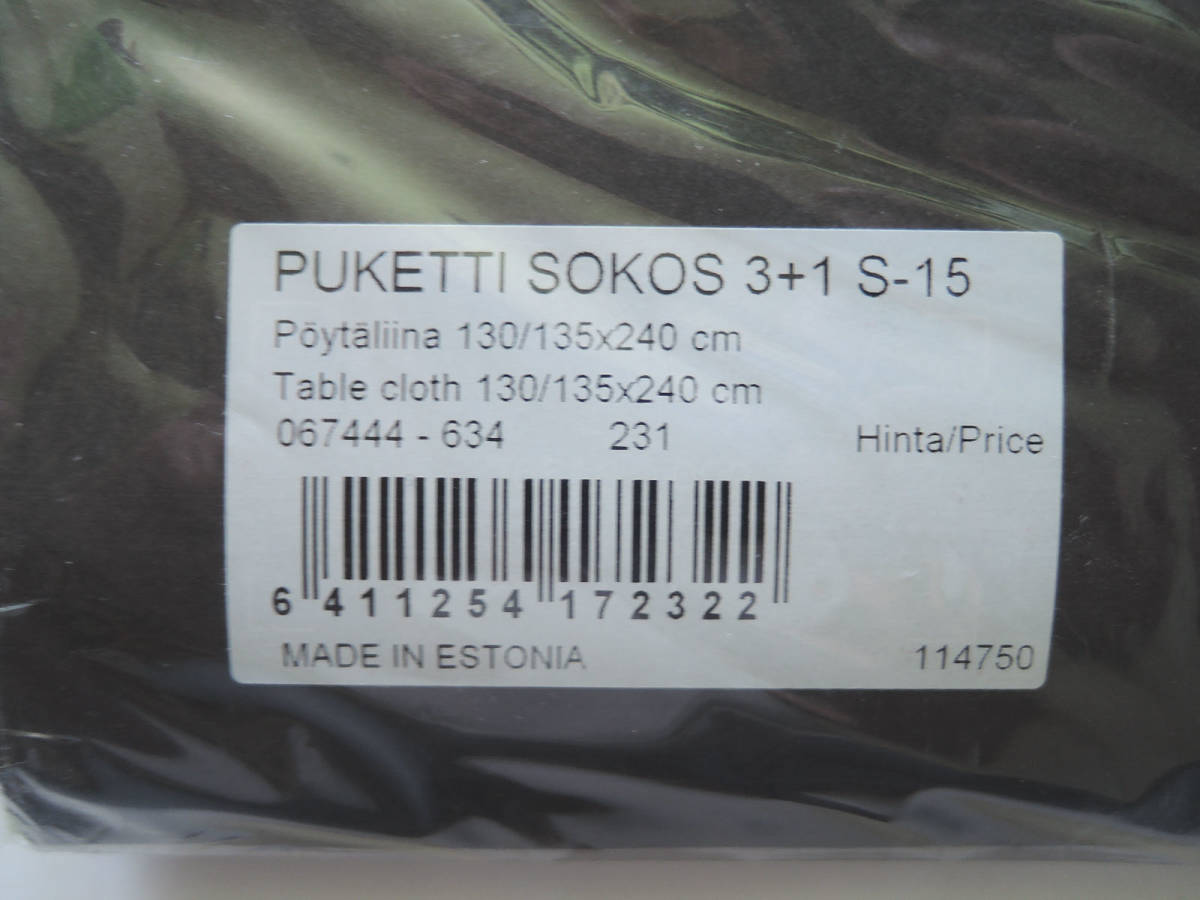 PUKETTI SOKOS 3+1 S-15
Pöytäliina 130/135x240 cm
Table cloth 130/135x240 cm
067444 - 634 231 Hinta/Price
6 411254 172322
MADE IN ESTONIA 114750